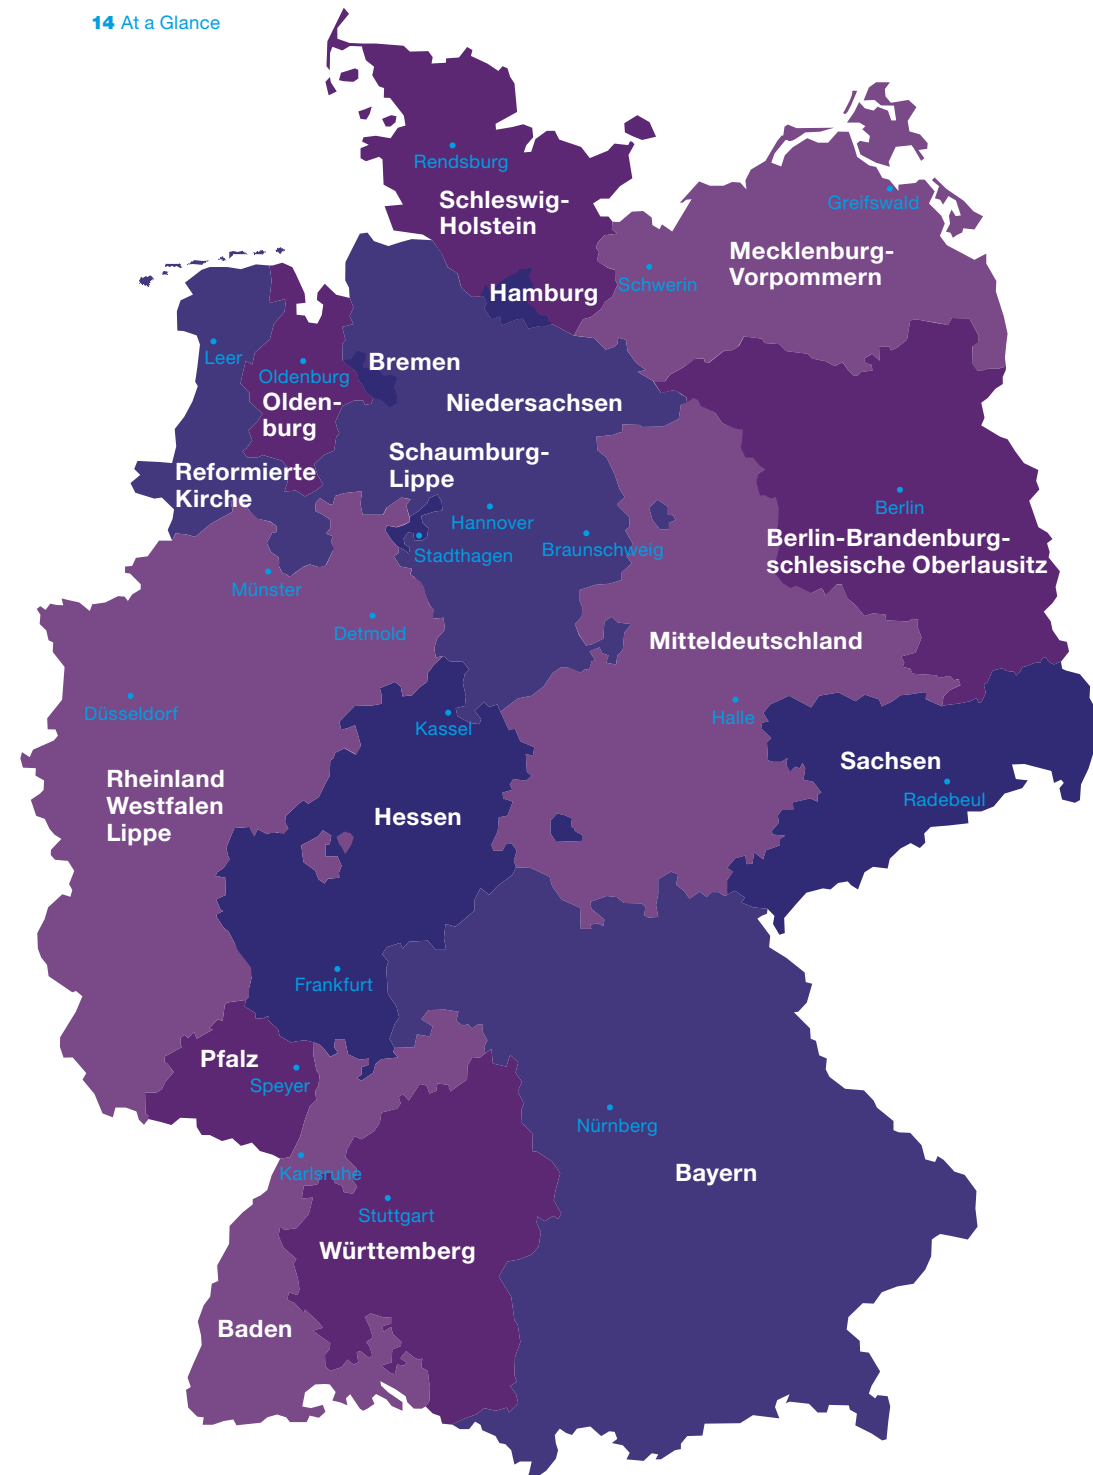 14 At a Glance
Rendsburg
Schleswig-
Holstein
Greifswald
Mecklenburg-
Vorpommern
Schwerin
Hamburg
Leer
Bremen
Oldenburg
Olden-
burg
Niedersachsen
Schaumburg-
Lippe
Reformierte
Kirche
Hannover
Stadthagen
Braunschweig
Berlin
Berlin-Brandenburg-
schlesische Oberlausitz
Münster
Detmold
Mitteldeutschland
Düsseldorf
Kassel
Halle
Sachsen
Radebeul
Rheinland
Westfalen
Lippe
Hessen
Frankfurt
Pfalz
Speyer
Nürnberg
Bayern
Karlsruhe
Stuttgart
Württemberg
Baden